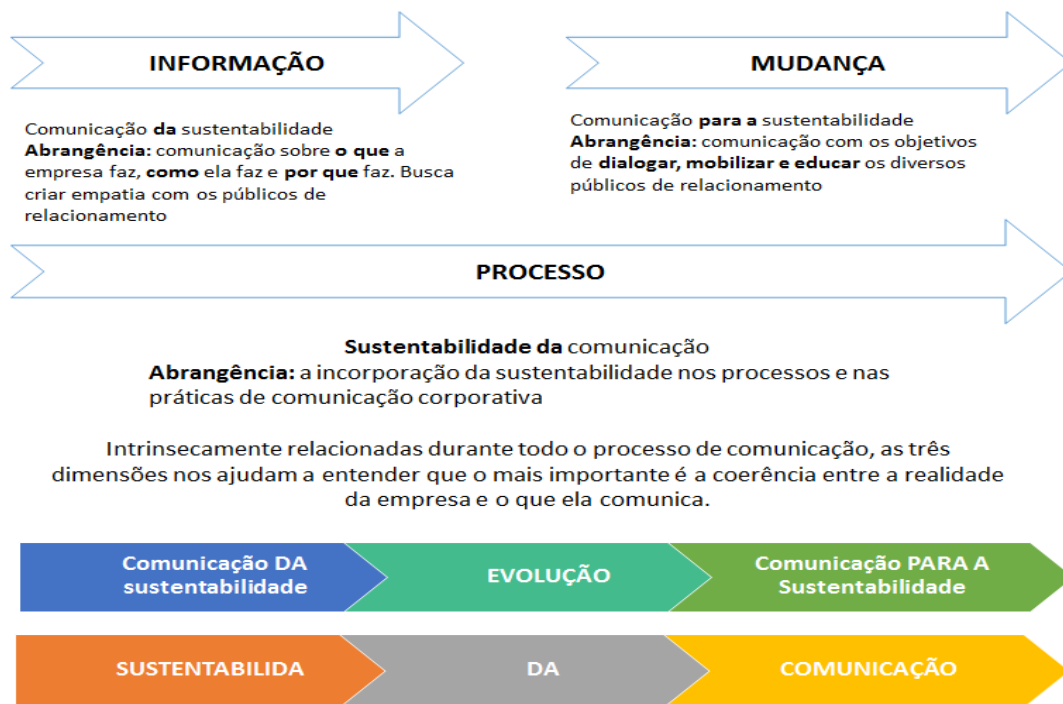 INFORMAÇÃO
MUDANÇA
Comunicação da sustentabilidade
Abrangência: comunicação sobre o que a
empresa faz, como ela faz e por que faz. Busca
criar empatia com os públicos de
relacionamento
Comunicação para a sustentabilidade
Abrangência: comunicação com os objetivos
de dialogar, mobilizar e educar os diversos
públicos de relacionamento
PROCESSO
Sustentabilidade da comunicação
Abrangência: a incorporação da sustentabilidade nos processos e nas
práticas de comunicação corporativa
Intrinsecamente relacionadas durante todo o processo de comunicação, as três
dimensões nos ajudam a entender que o mais importante é a coerência entre a realidade
da empresa e o que ela comunica.
Comunicação DA
sustentabilidade
EVOLUÇÃO
Comunicação PARA A
Sustentabilidade
SUSTENTABILIDA
DA
COMUNICAÇÃO